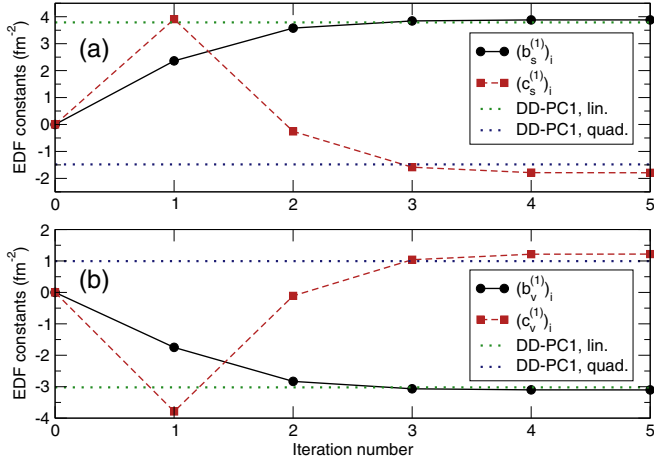 4
3
2
1
0
-1
-2
EDF constants (fm⁻²)
(a)
(b_s^(1))_i
(c_s^(1))_i
DD-PC1, lin.
DD-PC1, quad.
0 1 2 3 4 5
2
1
0
-1
-2
-3
-4
EDF constants (fm⁻²)
(b)
(b_v^(1))_i
(c_v^(1))_i
DD-PC1, lin.
DD-PC1, quad.
0 1 2 3 4 5
Iteration number